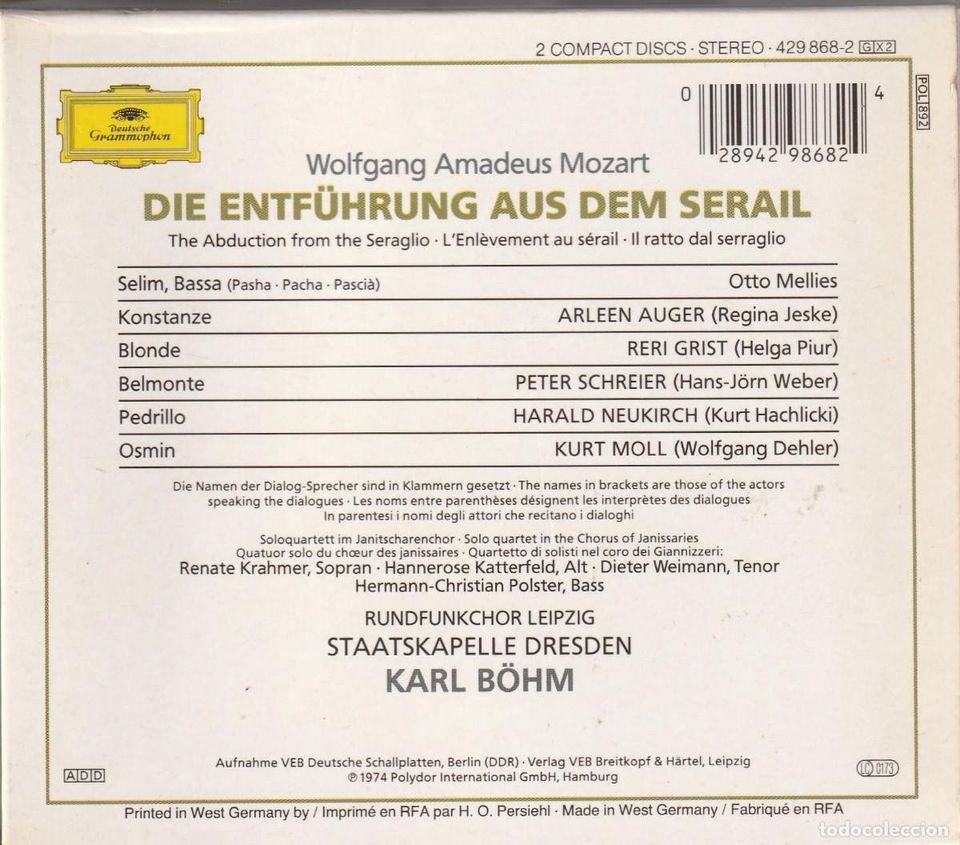 2 COMPACT DISCS · STEREO · 429 868-2 G X2
POL 892
0 28942 98682 4
Deutsche
Grammophon
Wolfgang Amadeus Mozart
DIE ENTFÜHRUNG AUS DEM SERAIL
The Abduction from the Seraglio · L'Enlèvement au sérail · Il ratto dal serraglio
Selim, Bassa (Pasha · Pacha · Pascià) Otto Mellies
Konstanze ARLEEN AUGER (Regina Jeske)
Blonde RERI GRIST (Helga Piur)
Belmonte PETER SCHREIER (Hans-Jörn Weber)
Pedrillo HARALD NEUKIRCH (Kurt Hachlicki)
Osmin KURT MOLL (Wolfgang Dehler)
Die Namen der Dialog-Sprecher sind in Klammern gesetzt · The names in brackets are those of the actors
speaking the dialogues · Les noms entre parenthèses désignent les interprètes des dialogues
In parentesi i nomi degli attori che recitano i dialoghi
Soloquartett im Janitscharenchor · Solo quartet in the Chorus of Janissaries
Quatuor solo du chœur des janissaires · Quartetto di solisti nel coro dei Giannizzeri:
Renate Krahmer, Sopran · Hannerose Katterfeld, Alt · Dieter Weimann, Tenor
Hermann-Christian Polster, Bass
RUNDFUNKCHOR LEIPZIG
STAATSKAPELLE DRESDEN
KARL BÖHM
Aufnahme VEB Deutsche Schallplatten, Berlin (DDR) · Verlag VEB Breitkopf & Härtel, Leipzig
℗ 1974 Polydor International GmbH, Hamburg
ADD
LC 0173
Printed in West Germany by / Imprimé en RFA par H. O. Persiehl · Made in West Germany / Fabriqué en RFA
todocoleccion